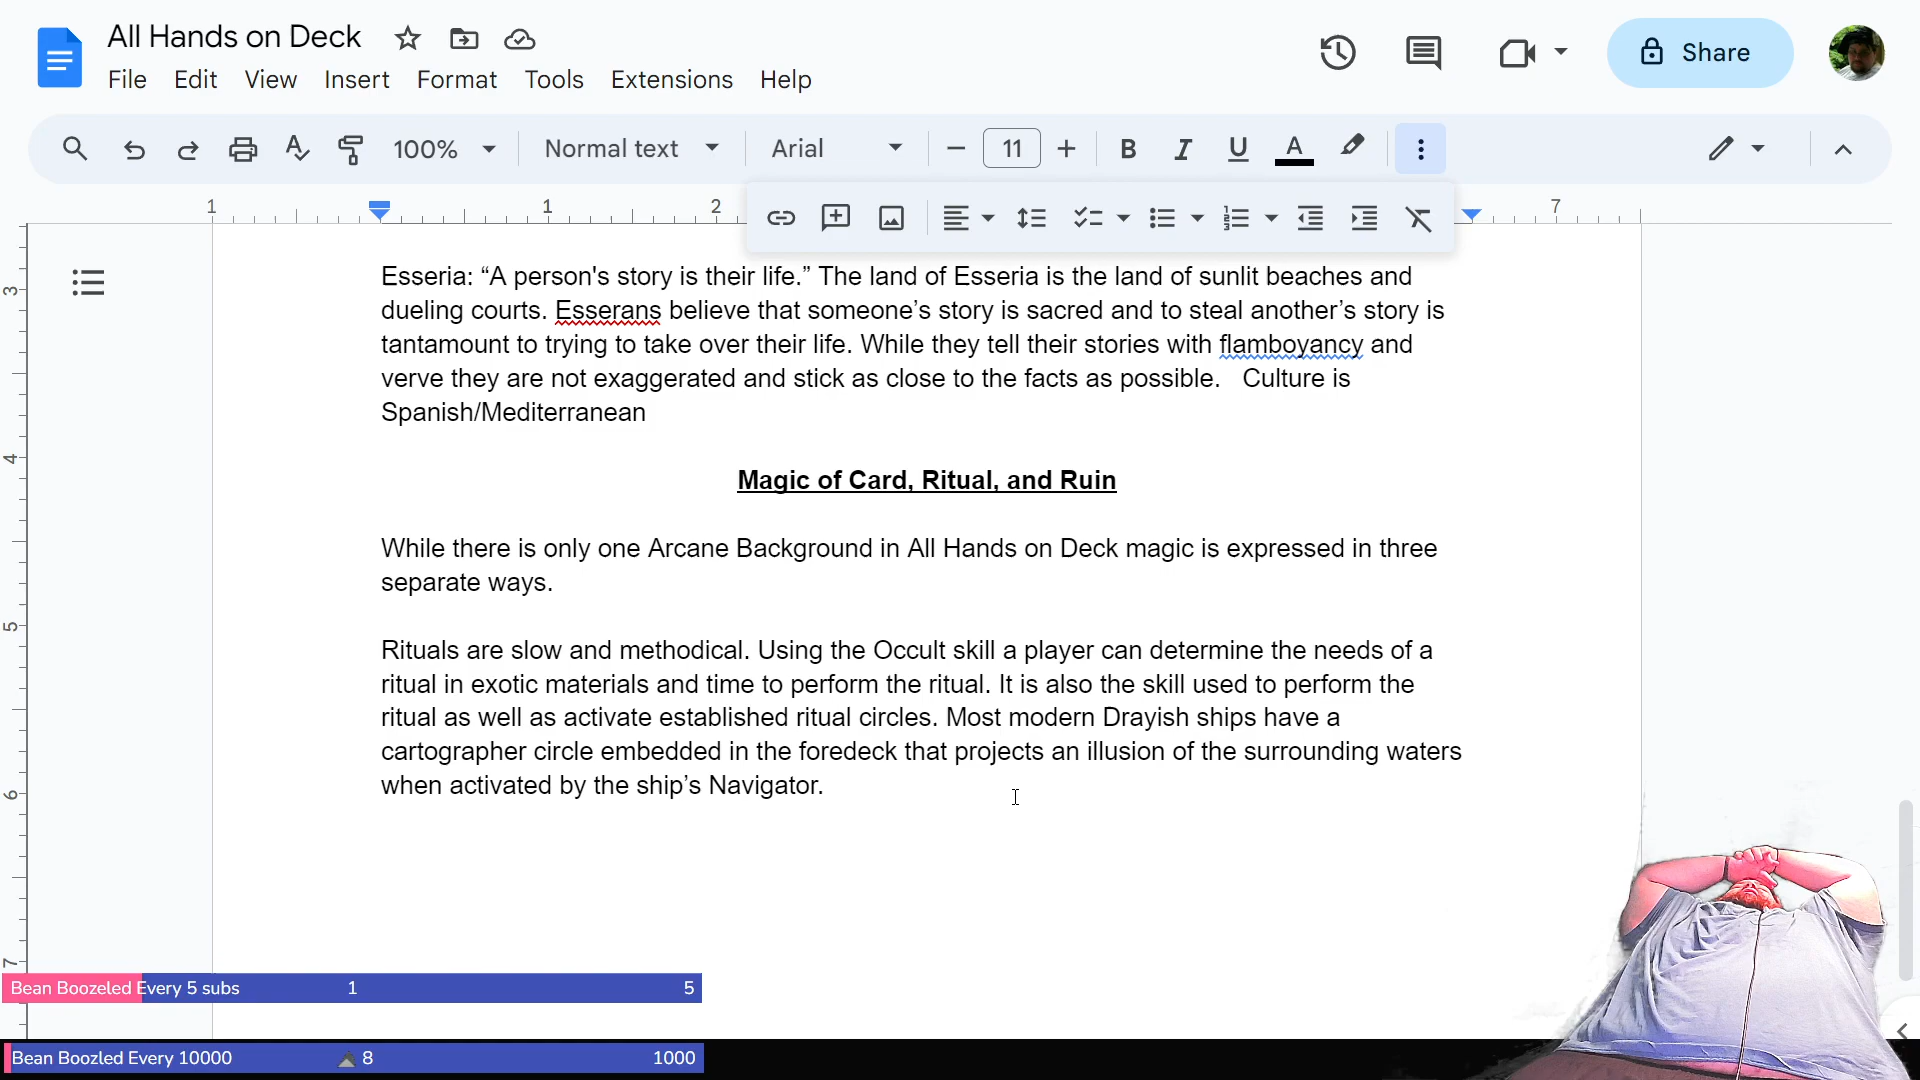 All Hands on Deck
File Edit View Insert Format Tools Extensions Help
Share
100% Normal text Arial 11 B I U A
1 1 2 7
3
Esseria: “A person's story is their life.” The land of Esseria is the land of sunlit beaches and
dueling courts. Esserans believe that someone’s story is sacred and to steal another’s story is
tantamount to trying to take over their life. While they tell their stories with flamboyancy and
verve they are not exaggerated and stick as close to the facts as possible.   Culture is
Spanish/Mediterranean
4
Magic of Card, Ritual, and Ruin
While there is only one Arcane Background in All Hands on Deck magic is expressed in three
separate ways.
5
Rituals are slow and methodical. Using the Occult skill a player can determine the needs of a
ritual in exotic materials and time to perform the ritual. It is also the skill used to perform the
ritual as well as activate established ritual circles. Most modern Drayish ships have a
cartographer circle embedded in the foredeck that projects an illusion of the surrounding waters
when activated by the ship’s Navigator.
6
7
Bean Boozeled Every 5 subs 1 5
Bean Boozled Every 10000 8 1000